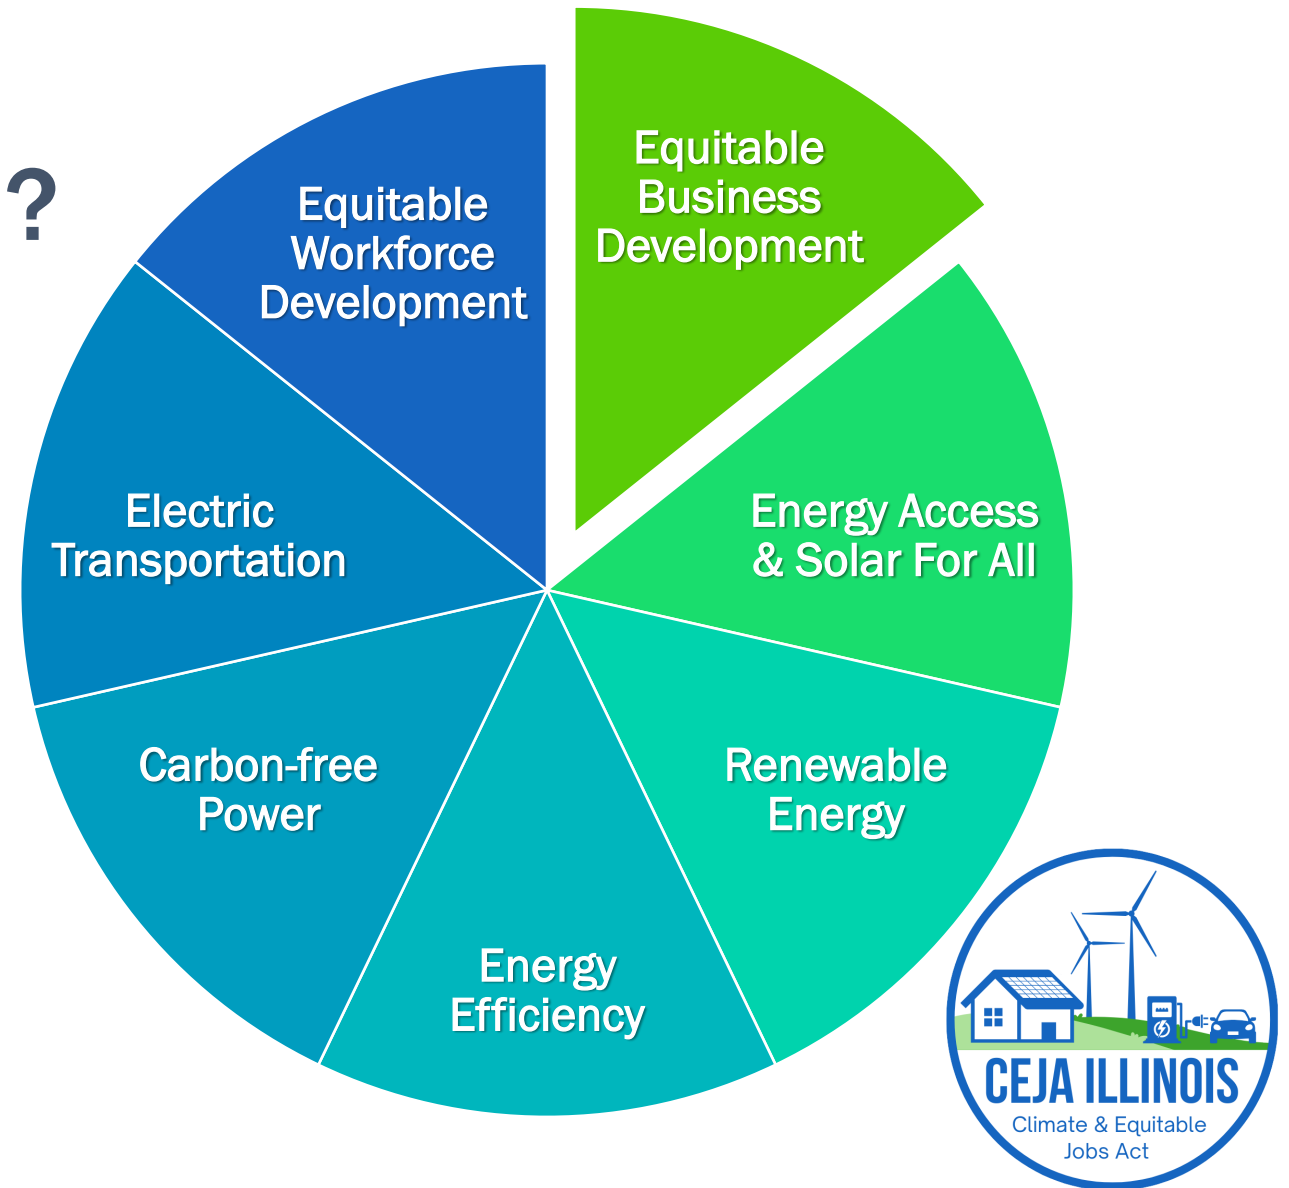 ?
Equitable
Business
Development
Equitable
Workforce
Development
Energy Access
& Solar For All
Electric
Transportation
Renewable
Energy
Carbon-free
Power
Energy
Efficiency
CEJA ILLINOIS
Climate & Equitable
Jobs Act